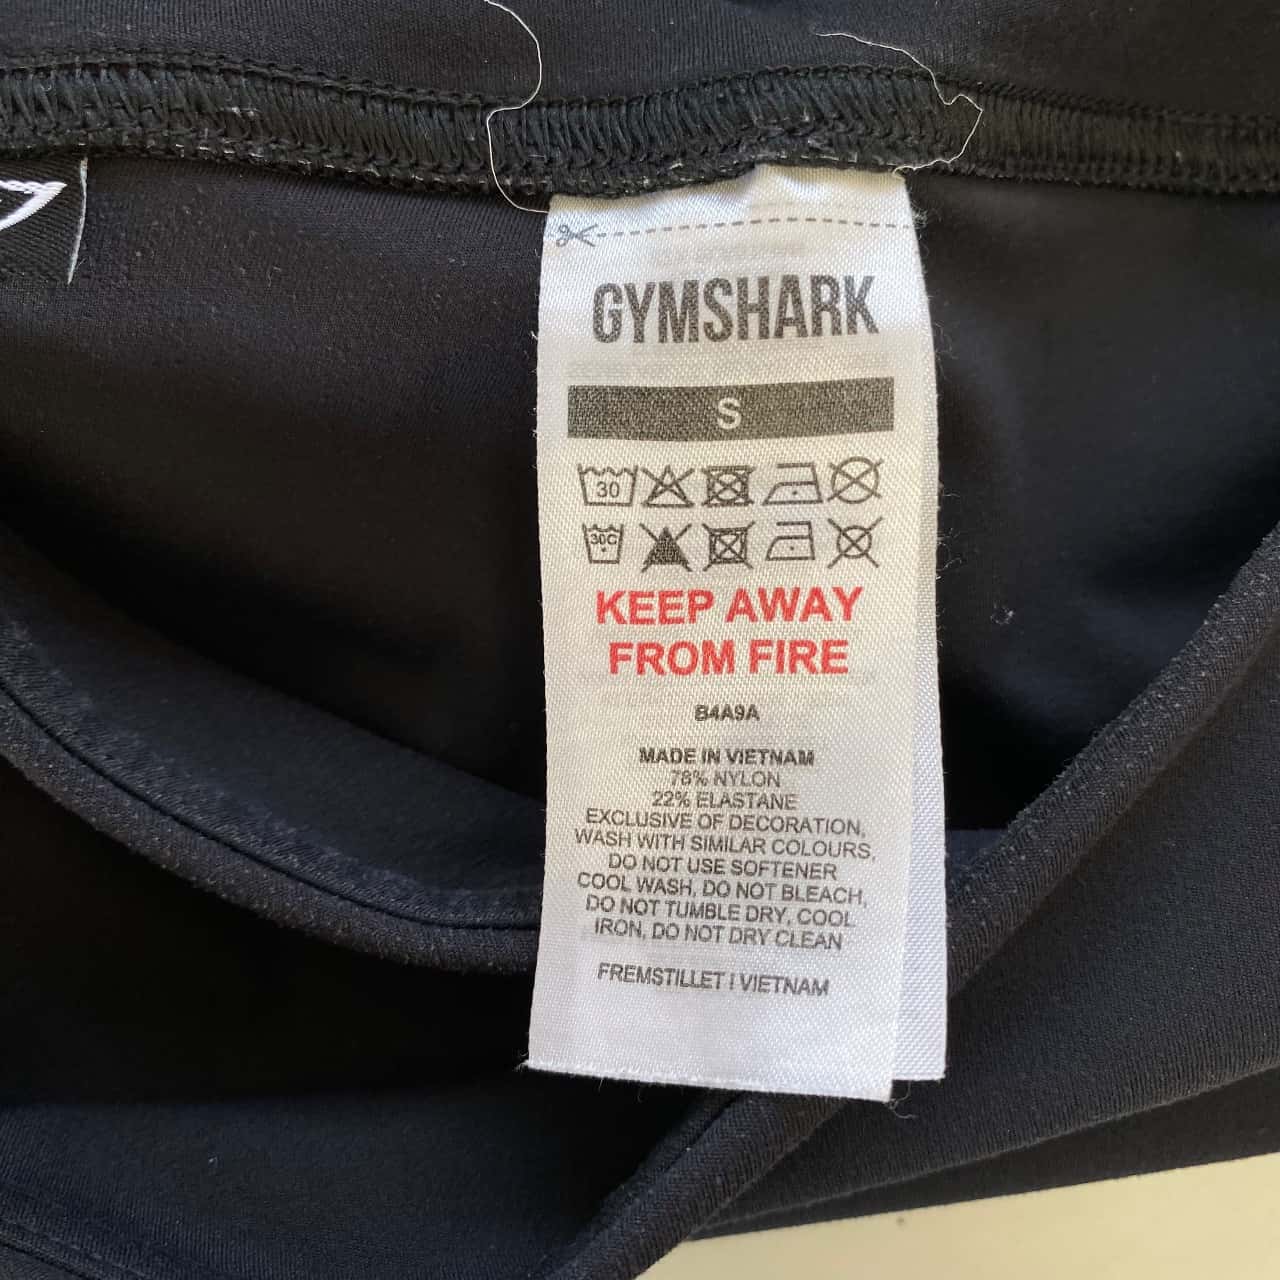 GYMSHARK
S
30
30C
KEEP AWAY
FROM FIRE
B4A9A
MADE IN VIETNAM
78% NYLON
22% ELASTANE
EXCLUSIVE OF DECORATION,
WASH WITH SIMILAR COLOURS,
DO NOT USE SOFTENER
COOL WASH, DO NOT BLEACH,
DO NOT TUMBLE DRY, COOL
IRON, DO NOT DRY CLEAN
FREMSTILLET I VIETNAM